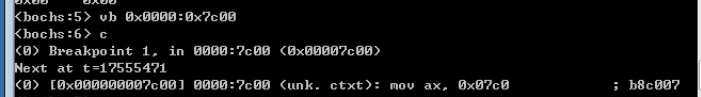 <bochs:5> vb 0x0000:0x7c00
<bochs:6> c
(0) Breakpoint 1, in 0000:7c00 (0x00007c00)
Next at t=17555471
(0) [0x000000007c00] 0000:7c00 (unk. ctxt): mov ax, 0x07c0 ; b8c007